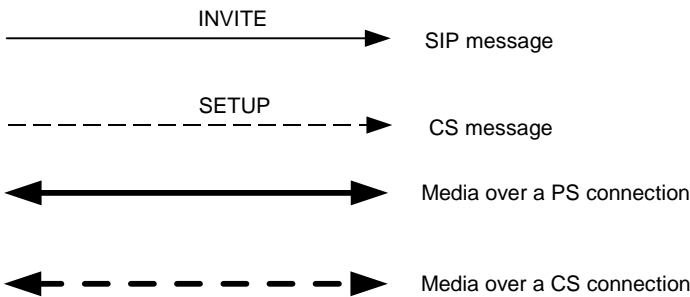 INVITE
SIP message
SETUP
CS message
Media over a PS connection
Media over a CS connection